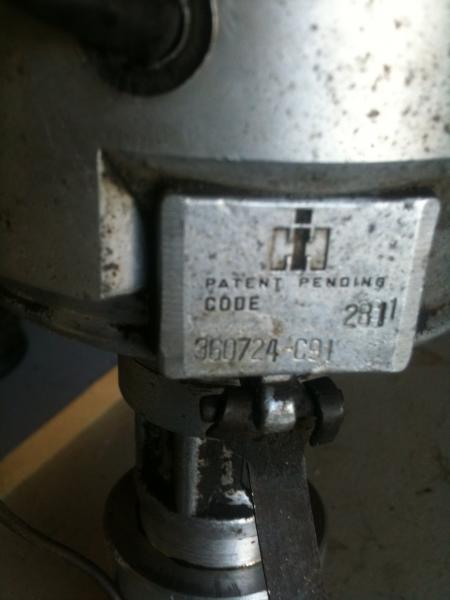 IH
PATENT PENDING
CODE 2811
360724-C91